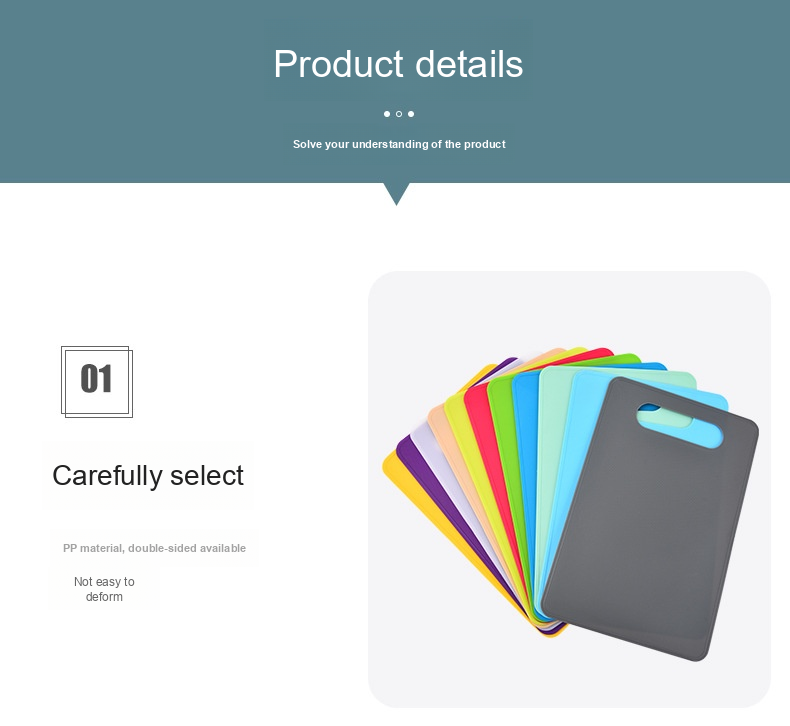 Product details
Solve your understanding of the product
01
Carefully select
PP material, double-sided available
Not easy to
deform